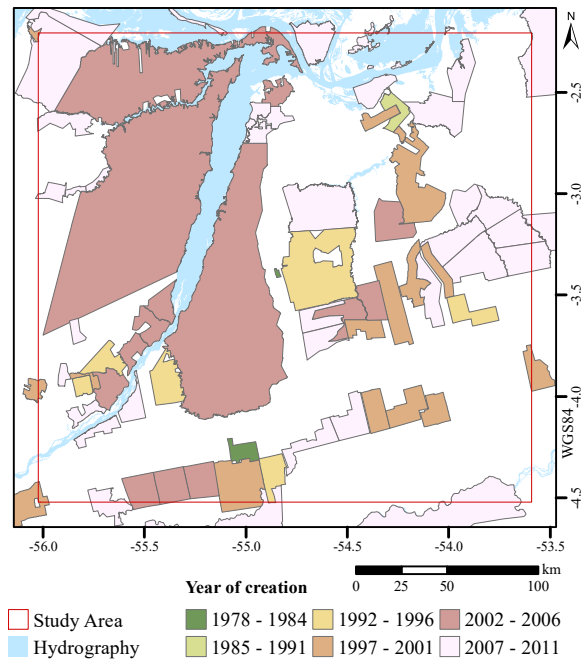 N
-2.5
-3.0
-3.5
-4.0
WGS84
-4.5
-56.0 -55.5 -55.0 -54.5 -54.0 -53.5
km
0 25 50 100
Year of creation
Study Area 1978 - 1984 1992 - 1996 2002 - 2006
Hydrography 1985 - 1991 1997 - 2001 2007 - 2011